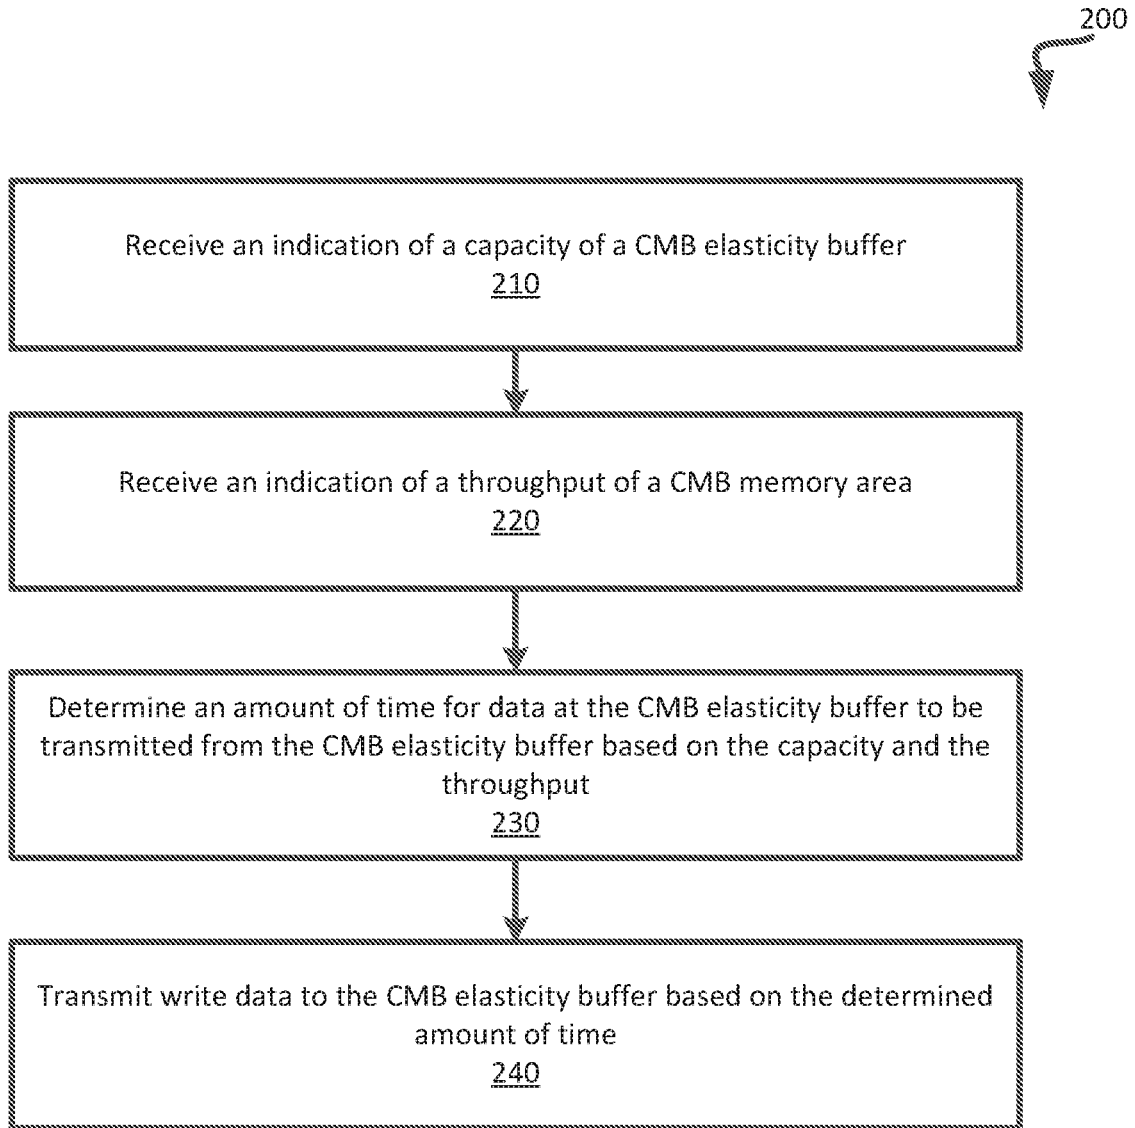 200
Receive an indication of a capacity of a CMB elasticity buffer
210
Receive an indication of a throughput of a CMB memory area
220
Determine an amount of time for data at the CMB elasticity buffer to be
transmitted from the CMB elasticity buffer based on the capacity and the
throughput
230
Transmit write data to the CMB elasticity buffer based on the determined
amount of time
240